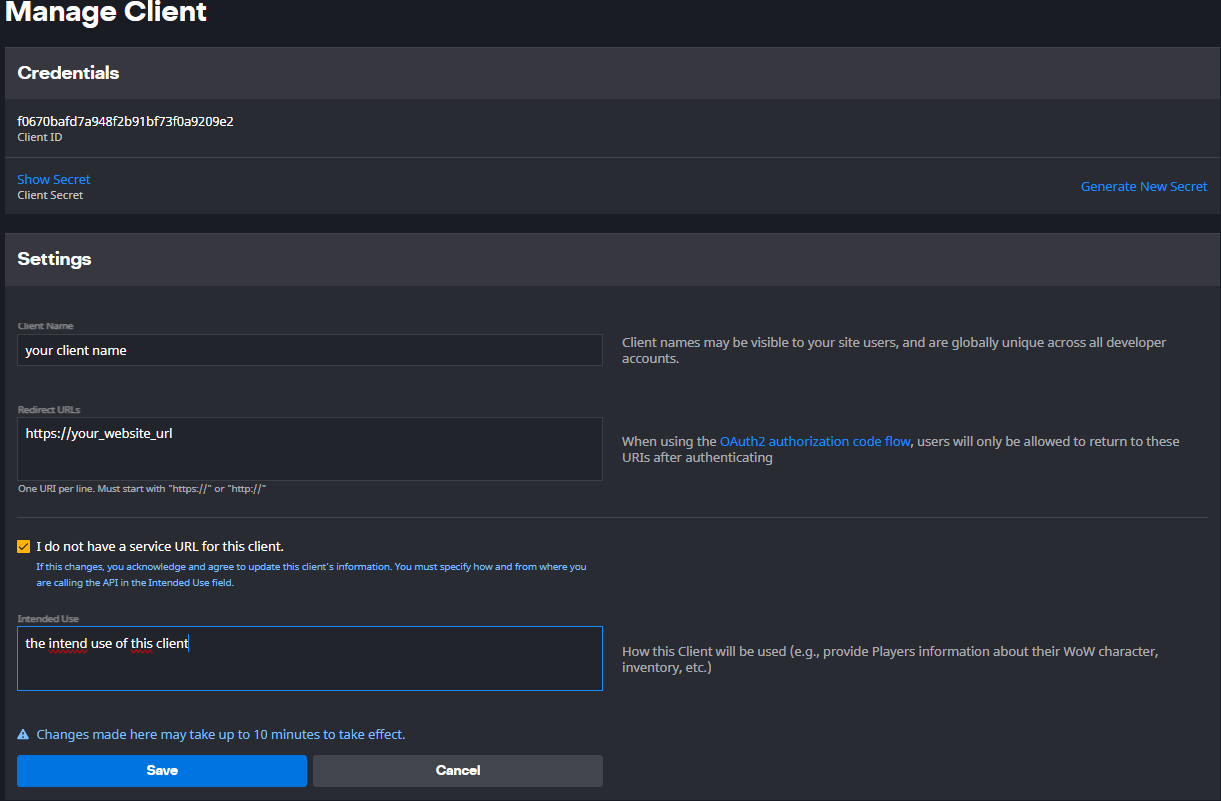 Manage Client
Credentials
f0670bafd7a948f2b91bf73f0a9209e2
Client ID
Show Secret
Client Secret
Generate New Secret
Settings
Client Name
your client name
Client names may be visible to your site users, and are globally unique across all developer
accounts.
Redirect URLs
https://your_website_url
When using the OAuth2 authorization code flow, users will only be allowed to return to these
URIs after authenticating
One URI per line. Must start with "https://" or "http://"
I do not have a service URL for this client.
If this changes, you acknowledge and agree to update this client's information. You must specify how and from where you
are calling the API in the Intended Use field.
Intended Use
the intend use of this client
How this Client will be used (e.g., provide Players information about their WoW character,
inventory, etc.)
Changes made here may take up to 10 minutes to take effect.
Save
Cancel